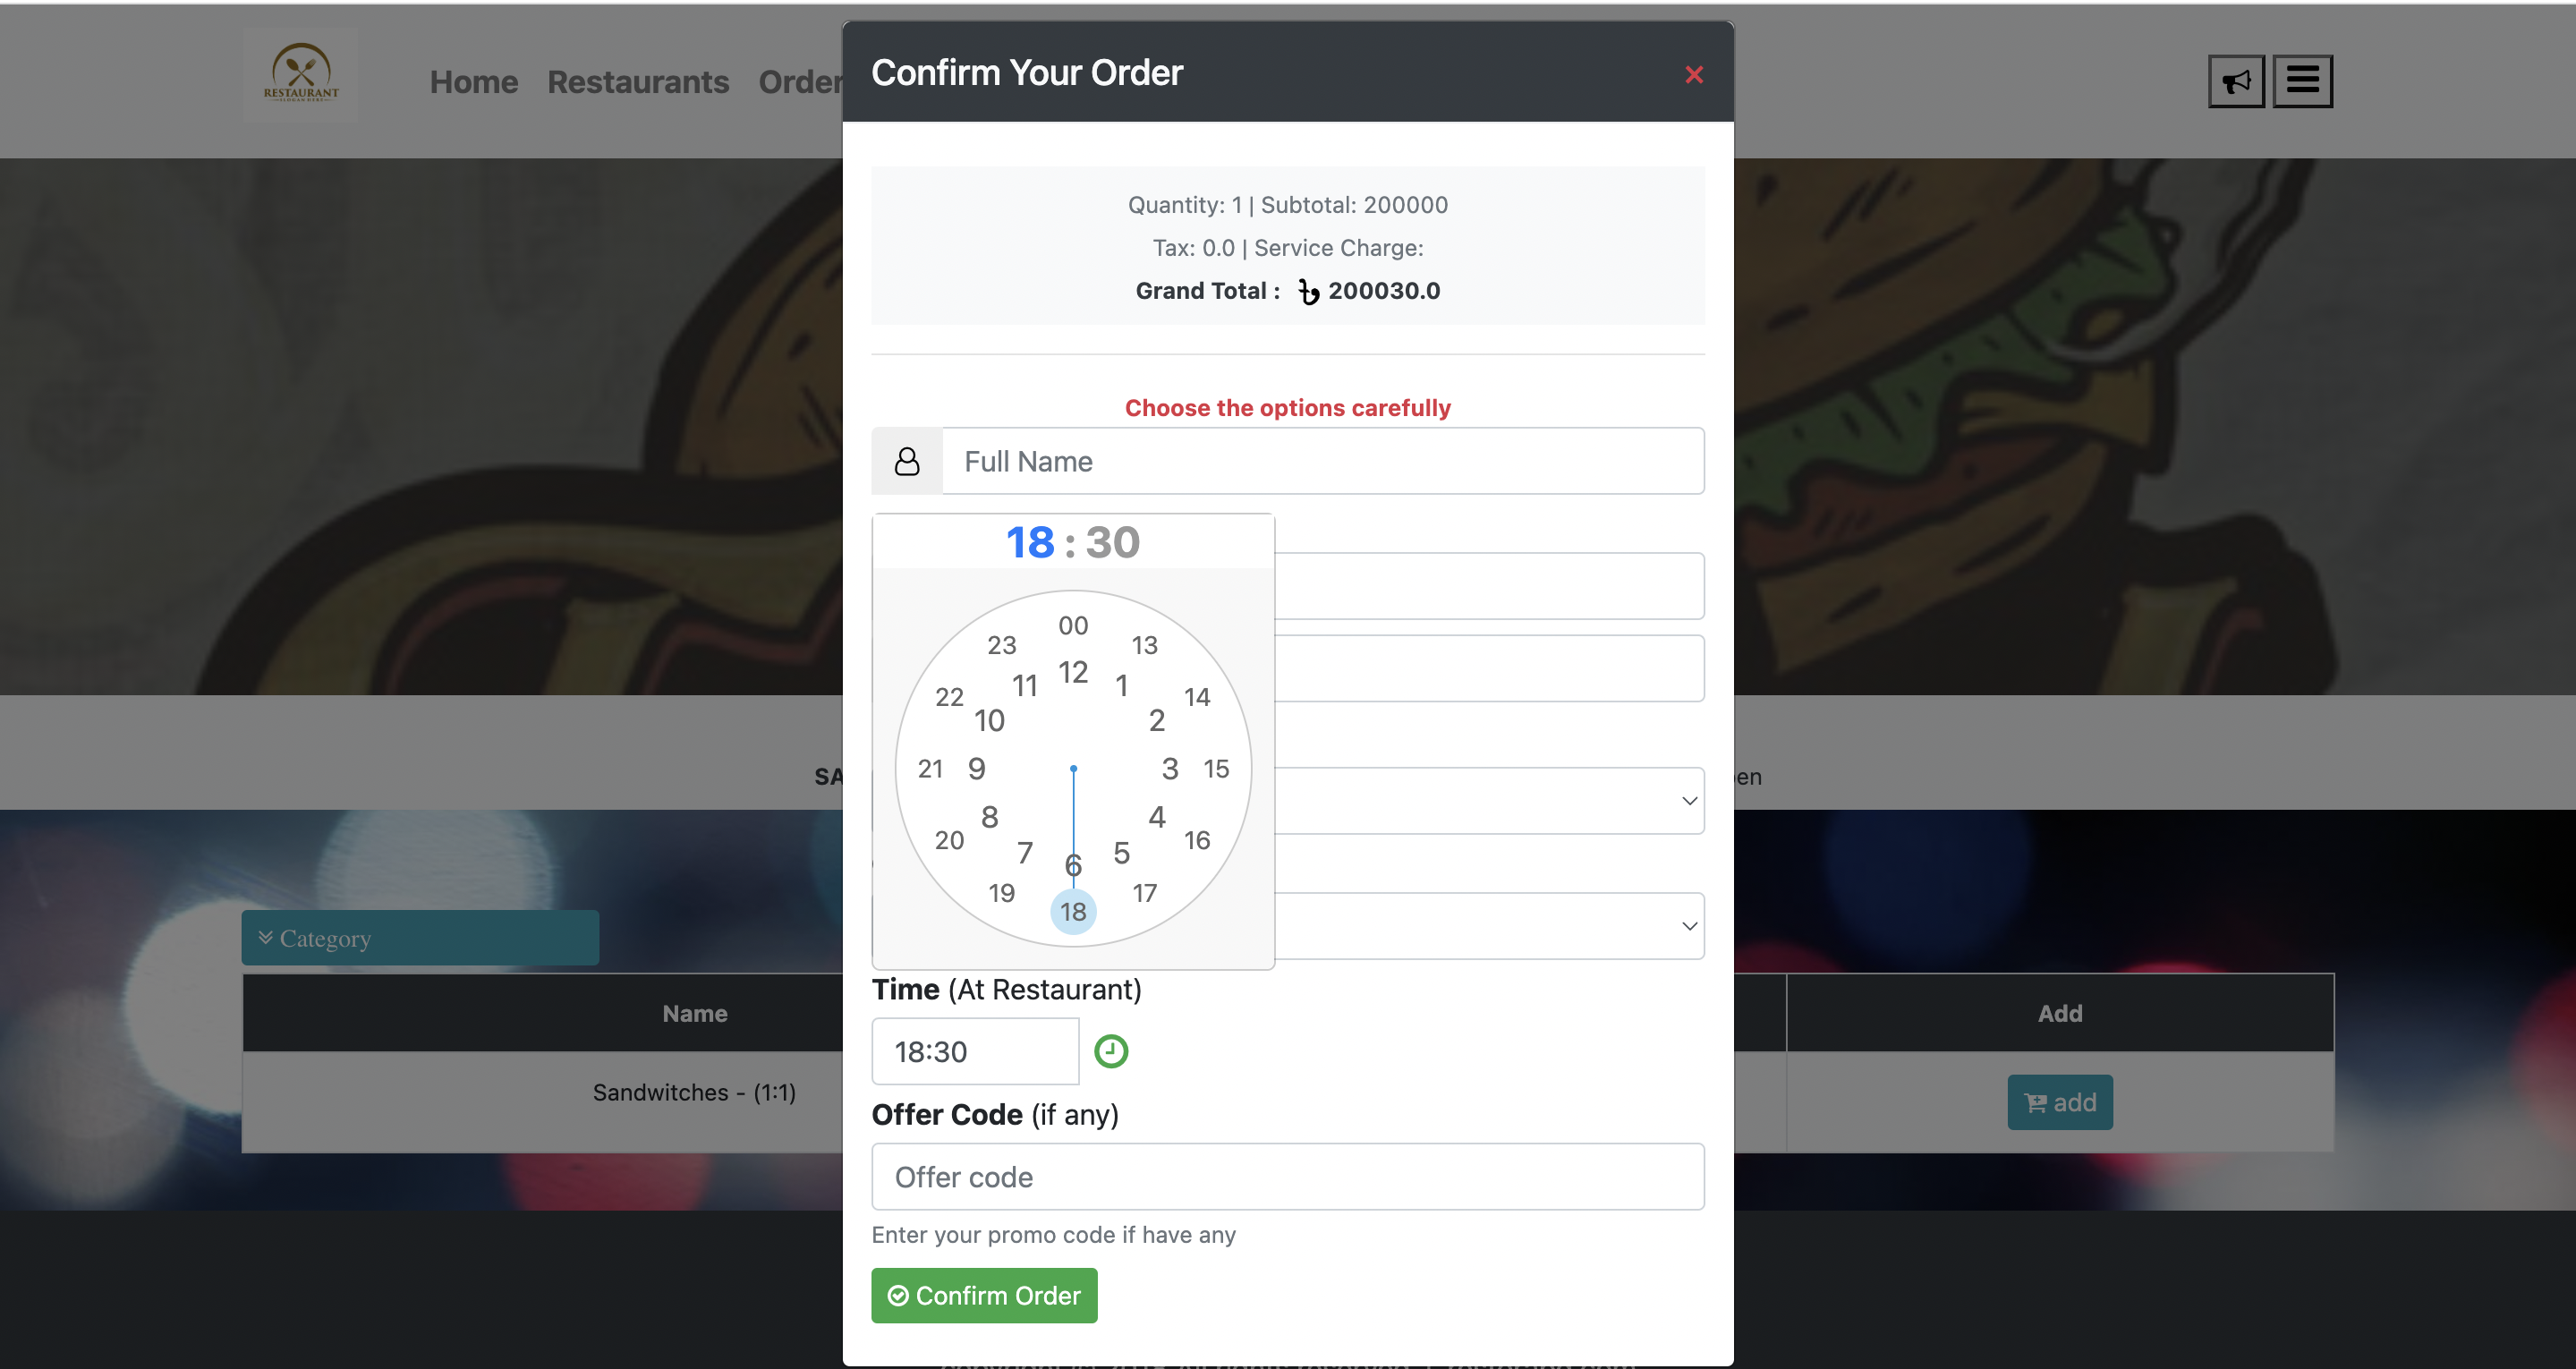 RESTAURANT
Home Restaurants Order
Confirm Your Order
Quantity: 1 | Subtotal: 200000
Tax: 0.0 | Service Charge:
Grand Total : ৳ 200030.0
Choose the options carefully
Full Name
18 : 30
00
23 13
12
11 1
22 14
10 2
21 9 3 15
8 4
20 16
7 5
6
19 17
18
SA
en
Category
Time (At Restaurant)
Name
Add
18:30
Sandwitches - (1:1)
add
Offer Code (if any)
Offer code
Enter your promo code if have any
Confirm Order